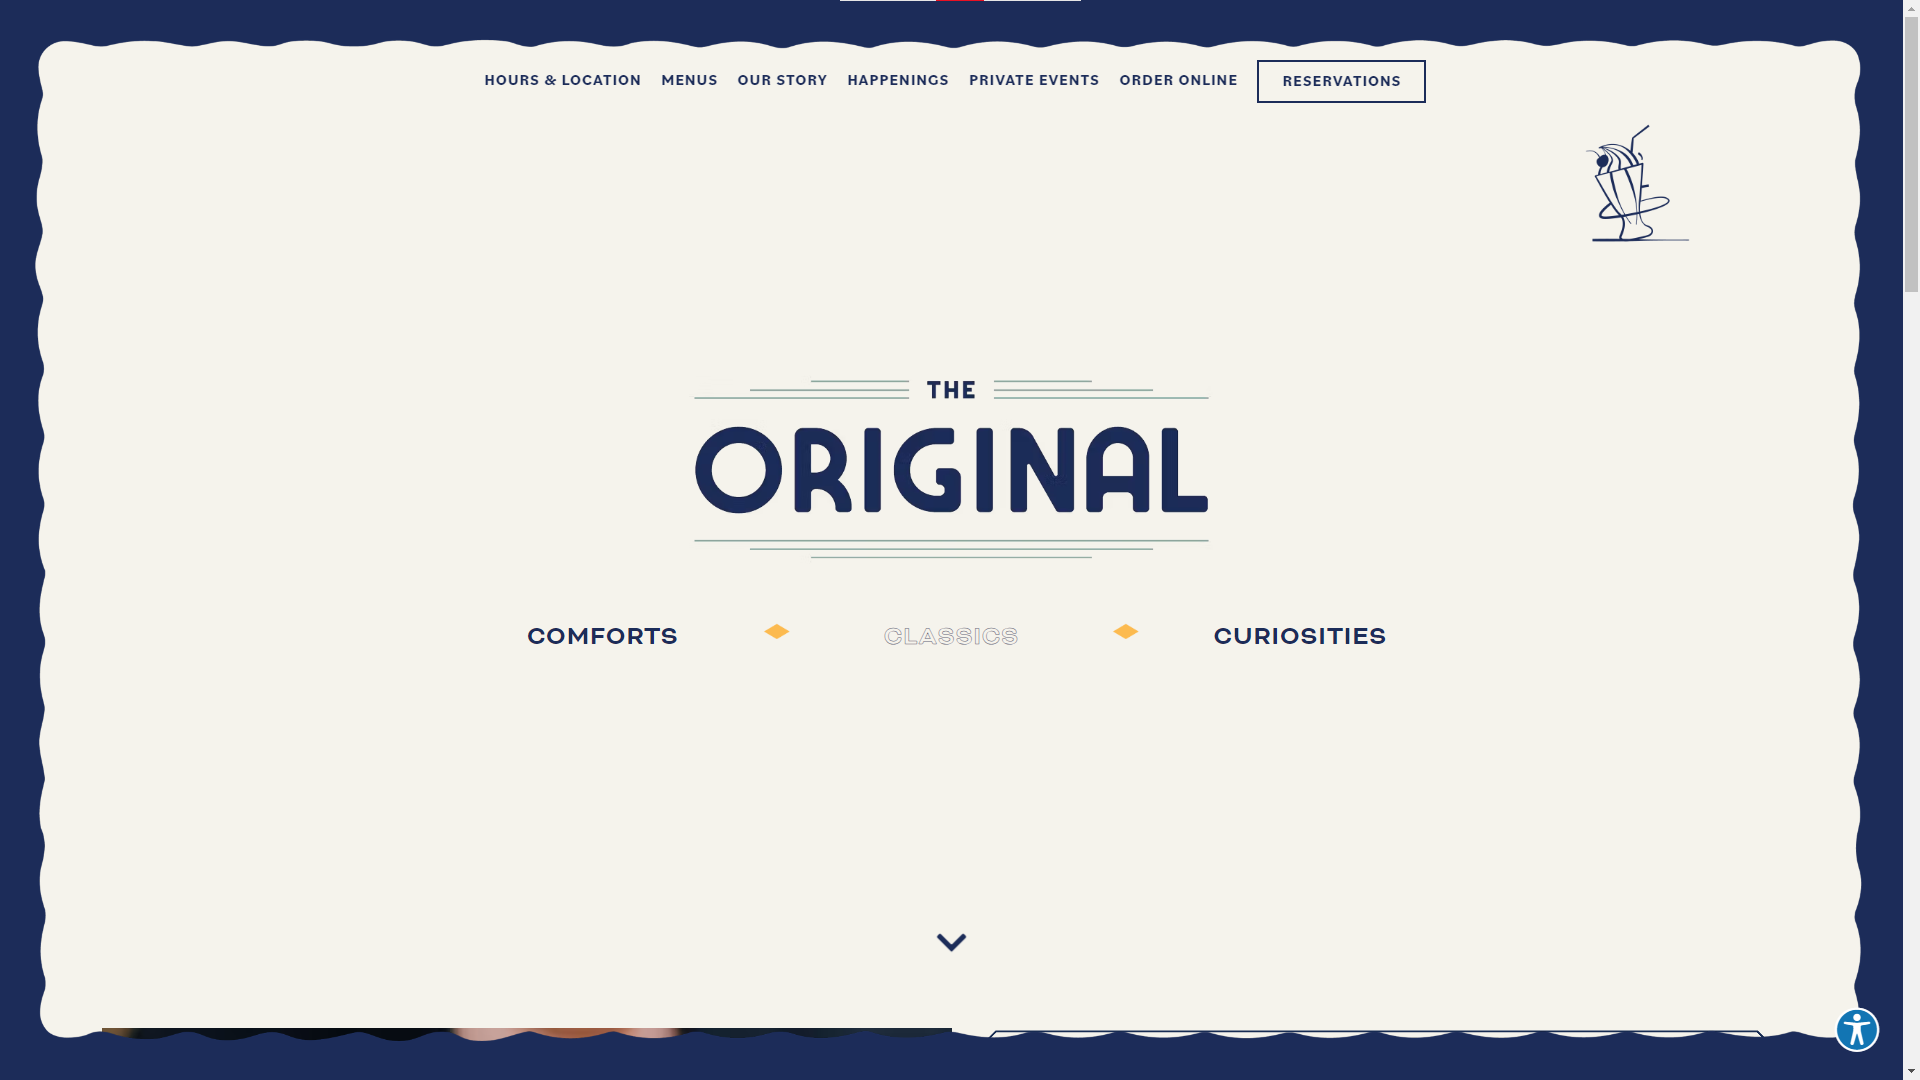 HOURS & LOCATION MENUS OUR STORY HAPPENINGS PRIVATE EVENTS ORDER ONLINE RESERVATIONS
THE
ORIGINAL
COMFORTS CLASSICS CURIOSITIES